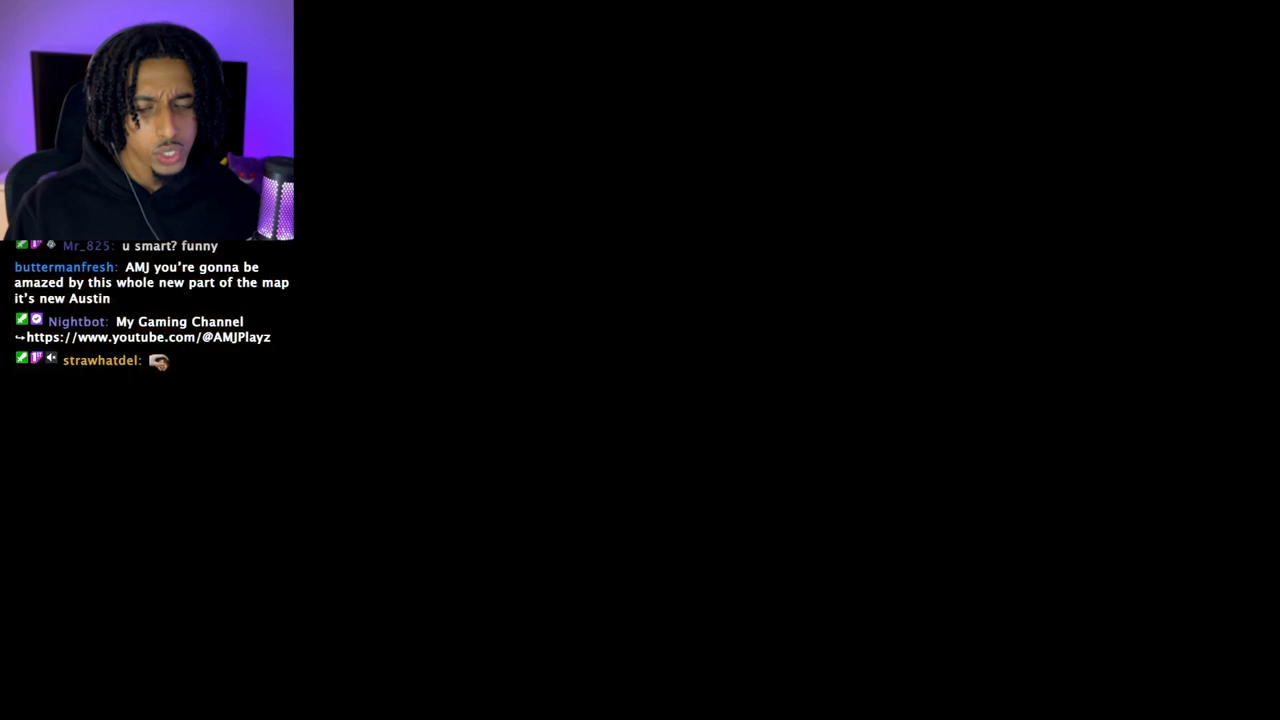 Mr_825: u smart? funny
buttermanfresh: AMJ you're gonna be
amazed by this whole new part of the map
it's new Austin
Nightbot: My Gaming Channel
↪https://www.youtube.com/@AMJPlayz
strawhatdel: